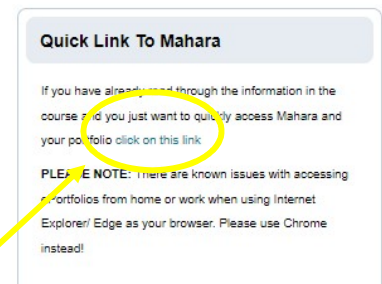 Quick Link To Mahara
If you have already read through the information in the
course and you just want to quickly access Mahara and
your portfolio click on this link
PLEASE NOTE: There are known issues with accessing
ePortfolios from home or work when using Internet
Explorer/ Edge as your browser. Please use Chrome
instead!